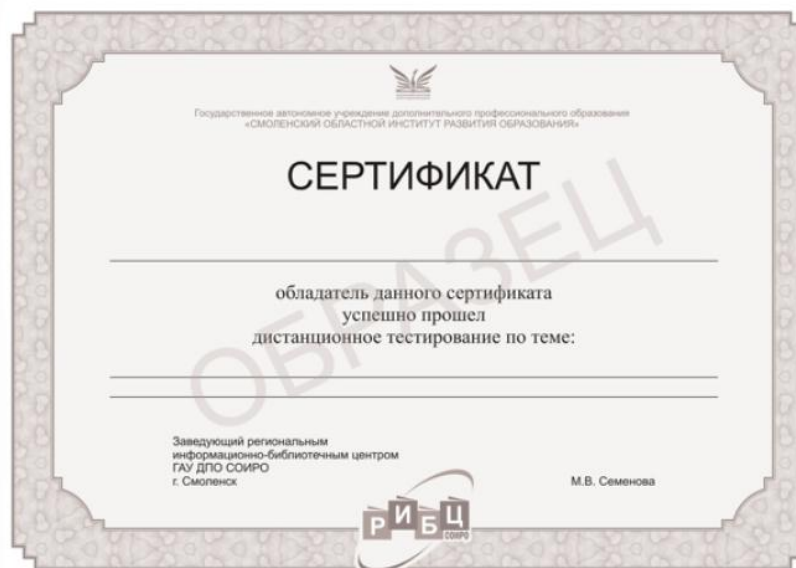 Государственное автономное учреждение дополнительного профессионального образования
«СМОЛЕНСКИЙ ОБЛАСТНОЙ ИНСТИТУТ РАЗВИТИЯ ОБРАЗОВАНИЯ»
СЕРТИФИКАТ
ОБРАЗЕЦ
обладатель данного сертификата
успешно прошел
дистанционное тестирование по теме:
Заведующий региональным
информационно-библиотечным центром
ГАУ ДПО СОИРО
г. Смоленск
М.В. Семенова
РИБЦ
СОИРО